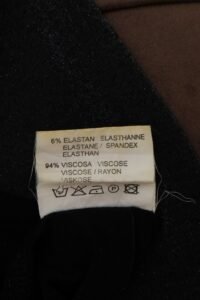 6% ELASTAN ELASTHANNE
ELASTANE / SPANDEX
ELASTHAN
94% VISCOSA VISCOSE
VISCOSE / RAYON
VISKOSE